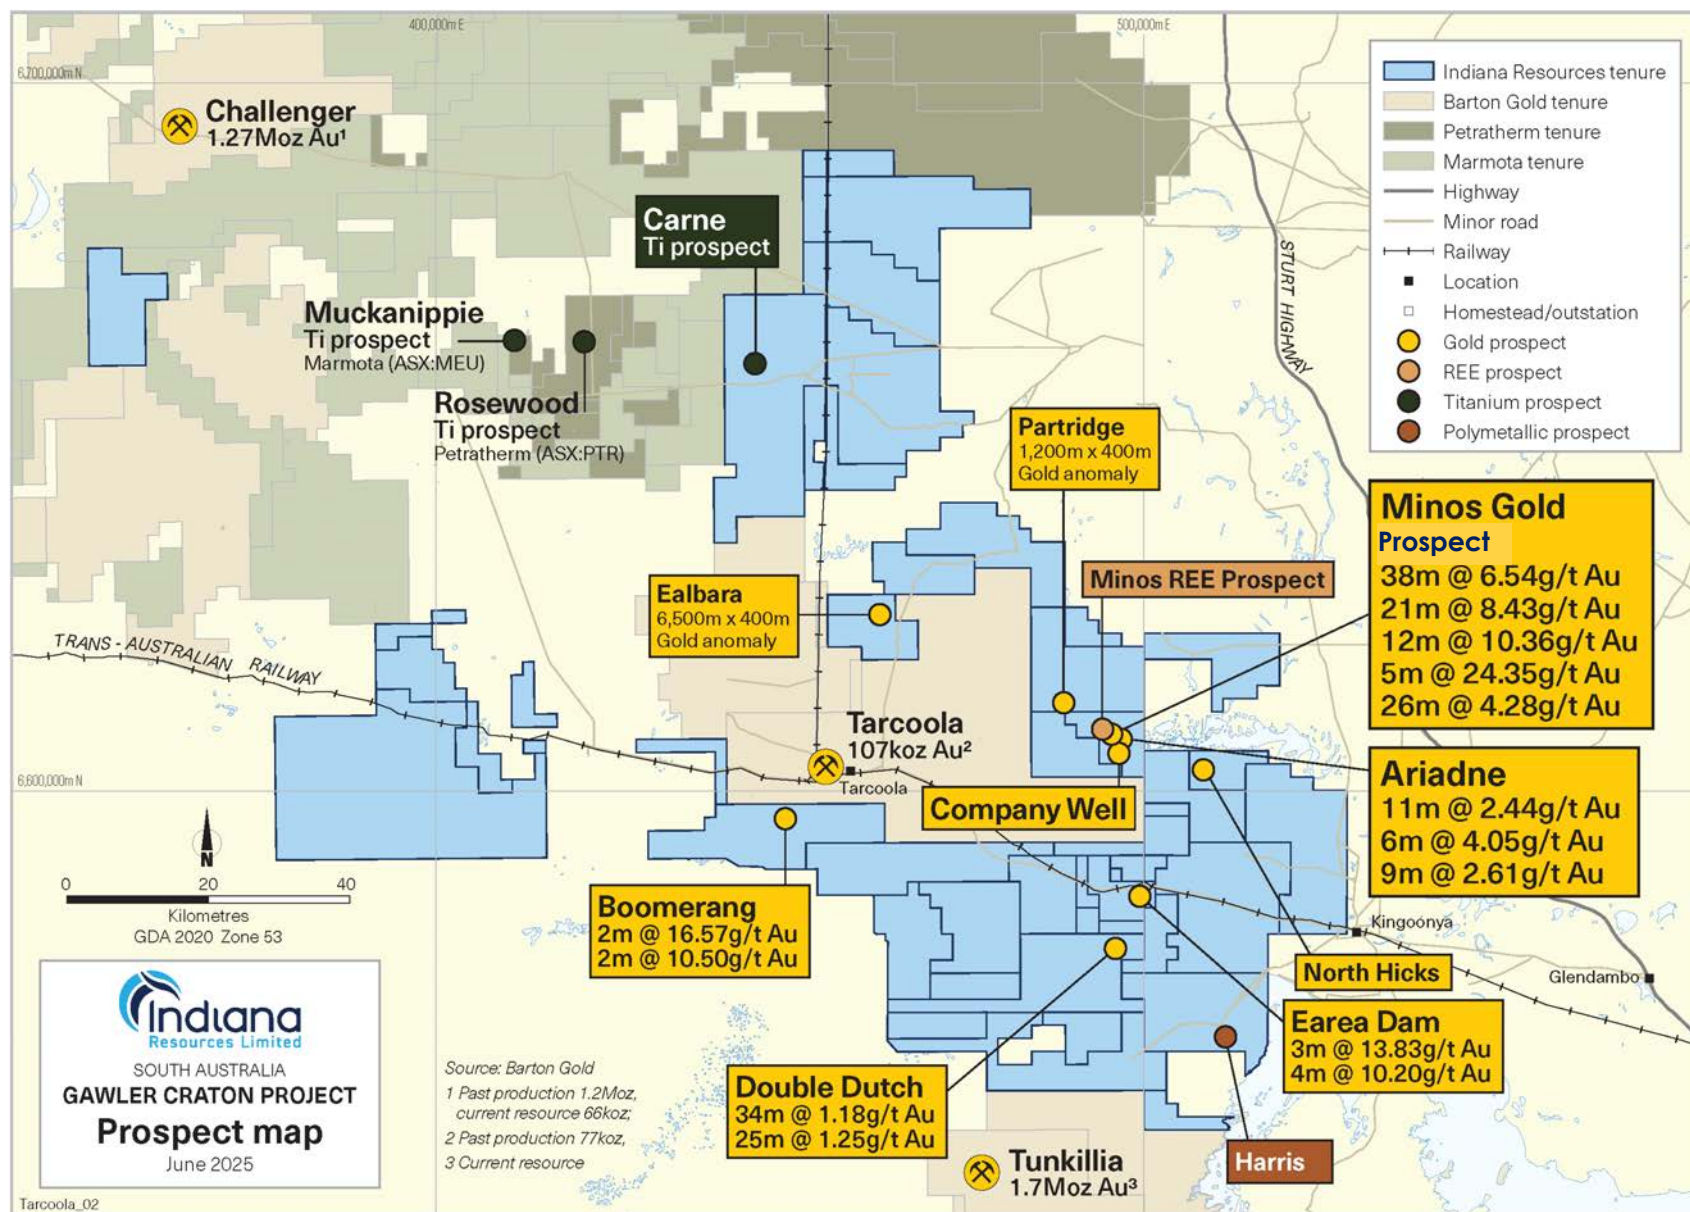 400,000m E
500,000m E
6,700,000m N
Challenger
1.27Moz Au¹
Indiana Resources tenure
Barton Gold tenure
Petratherm tenure
Marmota tenure
Highway
Minor road
Railway
Location
Homestead/outstation
Gold prospect
REE prospect
Titanium prospect
Polymetallic prospect
Carne
Ti prospect
STURT HIGHWAY
Muckanippie
Ti prospect
Marmota (ASX:MEU)
Rosewood
Ti prospect
Petratherm (ASX:PTR)
Partridge
1,200m x 400m
Gold anomaly
Minos Gold
Prospect
38m @ 6.54g/t Au
21m @ 8.43g/t Au
12m @ 10.36g/t Au
5m @ 24.35g/t Au
26m @ 4.28g/t Au
Minos REE Prospect
Ealbara
6,500m x 400m
Gold anomaly
TRANS - AUSTRALIAN RAILWAY
Tarcoola
107koz Au²
Tarcoola
6,600,000m N
Company Well
Ariadne
11m @ 2.44g/t Au
6m @ 4.05g/t Au
9m @ 2.61g/t Au
N
0 20 40
Kilometres
GDA 2020 Zone 53
Boomerang
2m @ 16.57g/t Au
2m @ 10.50g/t Au
Kingoonya
Glendambo
North Hicks
Earea Dam
3m @ 13.83g/t Au
4m @ 10.20g/t Au
Indiana
Resources Limited
SOUTH AUSTRALIA
GAWLER CRATON PROJECT
Prospect map
June 2025
Source: Barton Gold
1 Past production 1.2Moz,
current resource 66koz;
2 Past production 77koz,
3 Current resource
Double Dutch
34m @ 1.18g/t Au
25m @ 1.25g/t Au
Tunkillia
1.7Moz Au³
Harris
Tarcoola_02